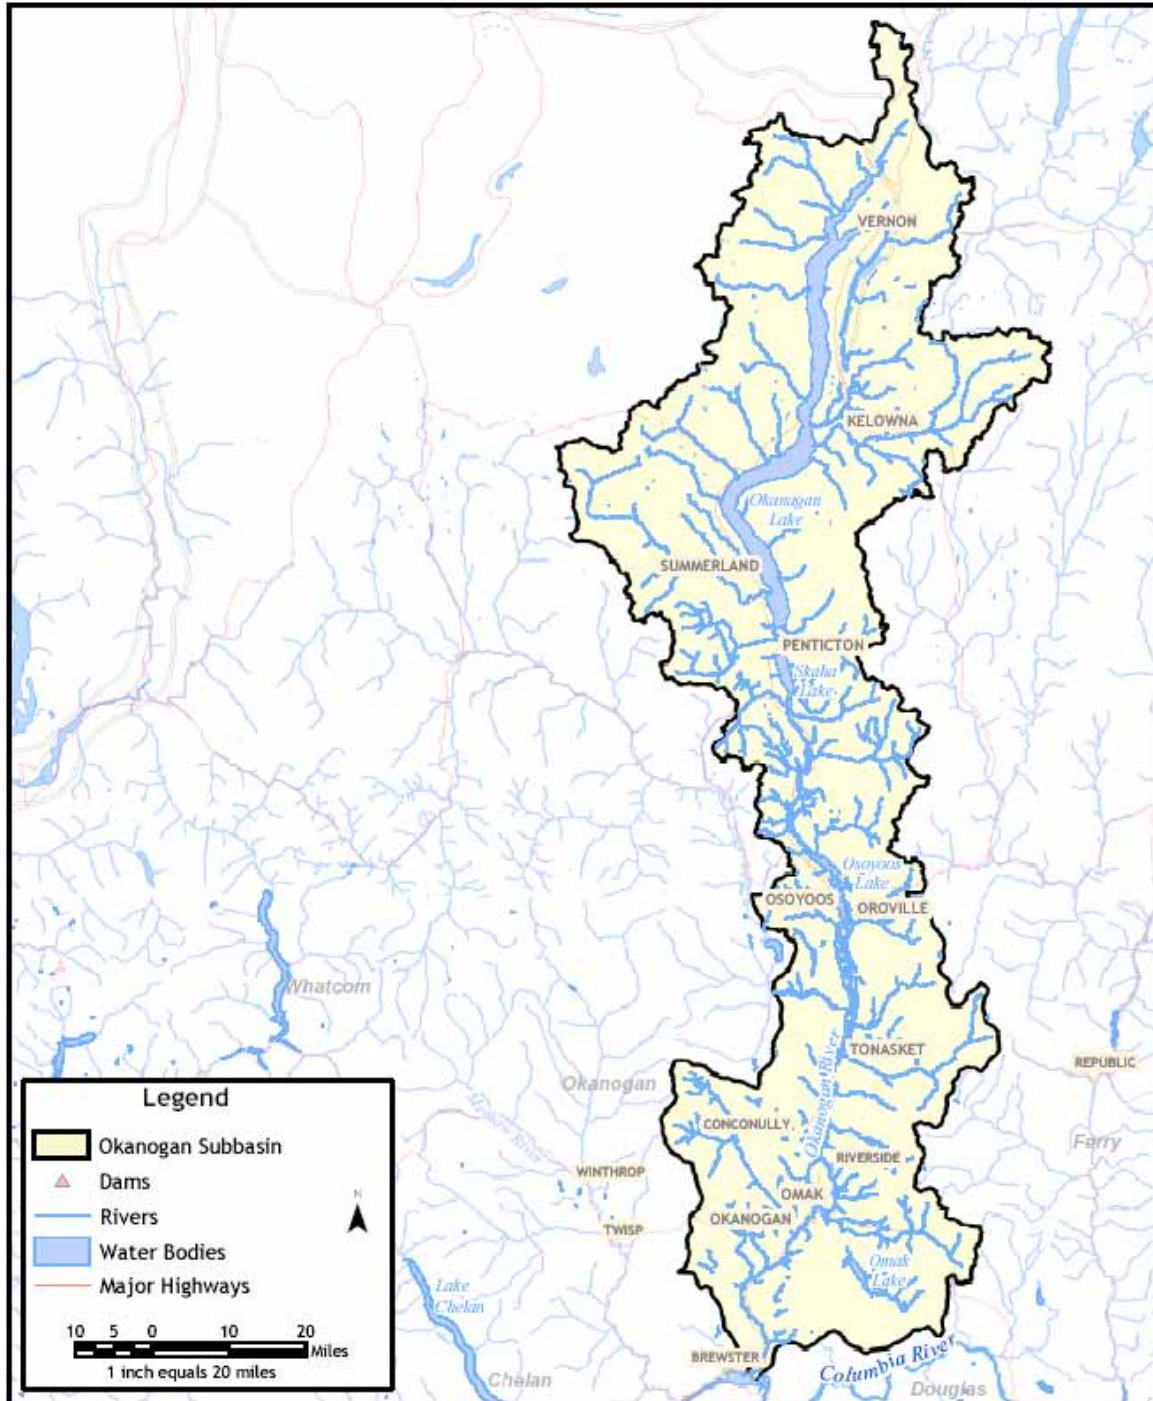 VERNON
KELOWNA
Okanagan
Lake
SUMMERLAND
PENTICTON
Skaha
Lake
Osoyoos
Lake
OSOYOOS
OROVILLE
Whatcom
TONASKET
REPUBLIC
Okanogan
Okanogan River
Methow River
CONCONULLY
Ferry
RIVERSIDE
WINTHROP
OMAK
OKANOGAN
TWISP
Omak
Lake
Lake
Chelan
BREWSTER
Columbia River
Chelan
Douglas
Legend
Okanogan Subbasin
Dams
Rivers
Water Bodies
Major Highways
N
10 5 0 10 20
Miles
1 inch equals 20 miles